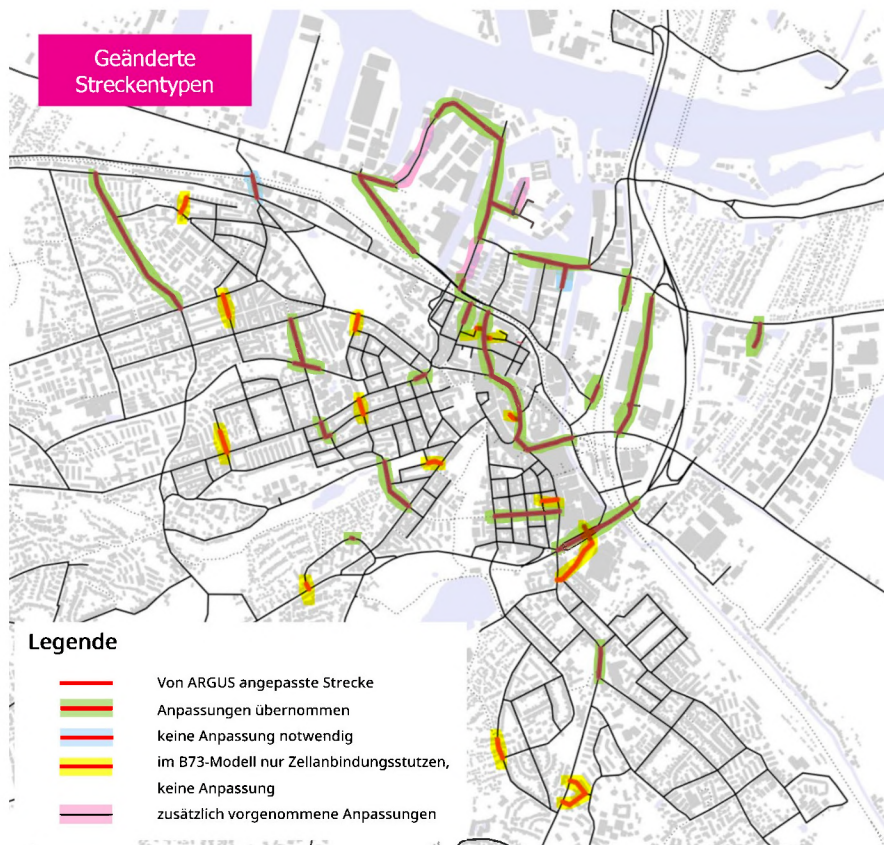 Geänderte
Streckentypen
Legende
Von ARGUS angepasste Strecke
Anpassungen übernommen
keine Anpassung notwendig
im B73-Modell nur Zellanbindungsstutzen,
keine Anpassung
zusätzlich vorgenommene Anpassungen